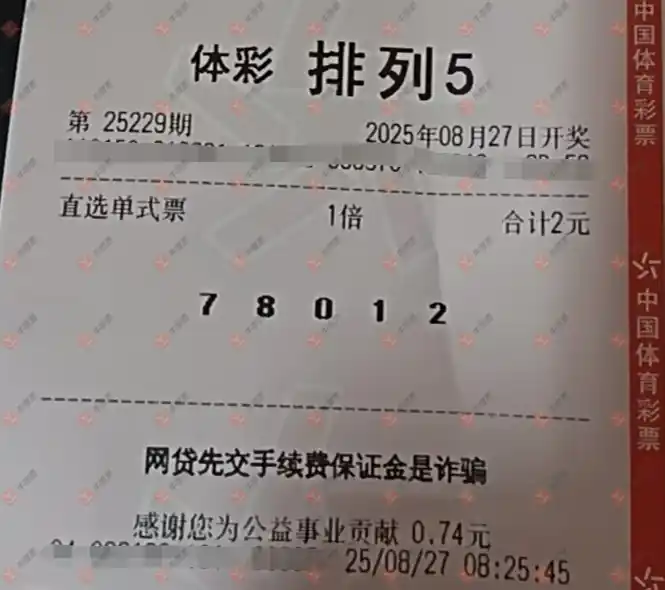 体彩 排列5
第 25229期 2025年08月27日开奖
直选单式票 1倍 合计2元
7 8 0 1 2
网贷先交手续费保证金是诈骗
感谢您为公益事业贡献 0.74元
25/08/27 08:25:45
中国体育彩票
中国体育彩票